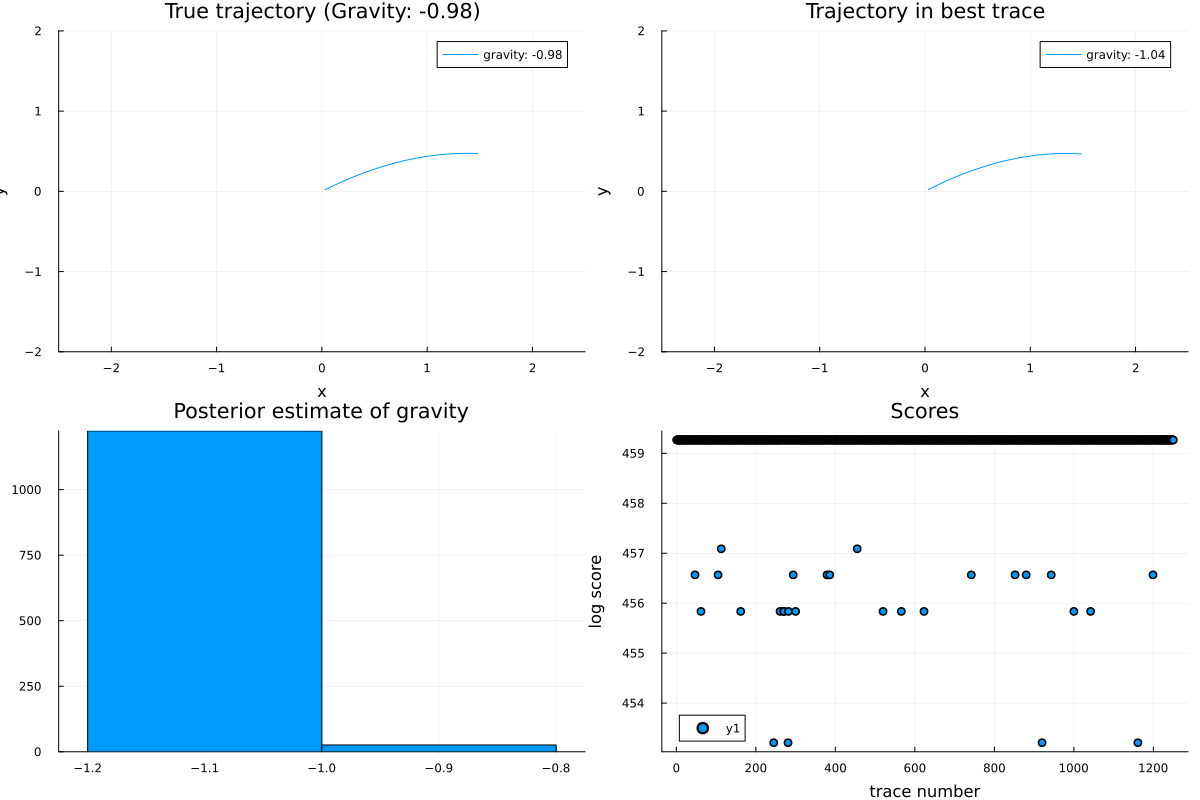 True trajectory (Gravity: -0.98)
2
1
0
−1
−2
y
gravity: -0.98
−2 −1 0 1 2
x
Trajectory in best trace
2
1
0
−1
−2
y
gravity: -1.04
−2 −1 0 1 2
x
Posterior estimate of gravity
1000
750
500
250
0
−1.2 −1.1 −1.0 −0.9 −0.8
Scores
459
458
457
456
455
454
log score
y1
0 200 400 600 800 1000 1200
trace number